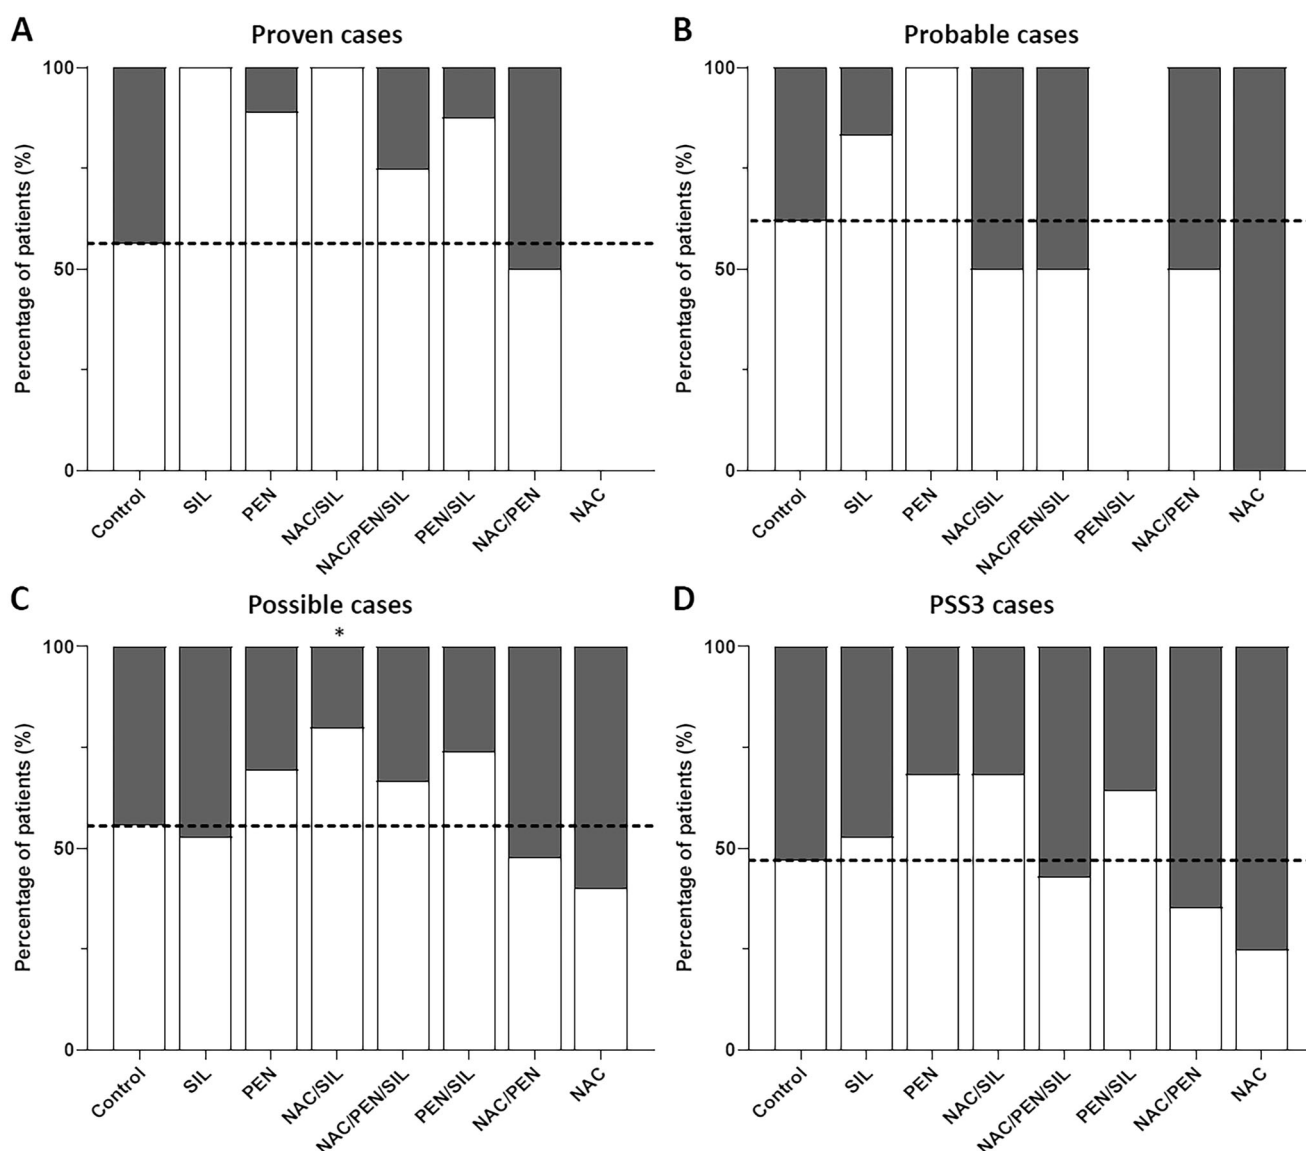 A
Proven cases
Percentage of patients (%)
100
50
0
Control
SIL
PEN
NAC/SIL
NAC/PEN/SIL
PEN/SIL
NAC/PEN
NAC
B
Probable cases
Percentage of patients (%)
100
50
0
Control
SIL
PEN
NAC/SIL
NAC/PEN/SIL
PEN/SIL
NAC/PEN
NAC
C
Possible cases
*
Percentage of patients (%)
100
50
0
Control
SIL
PEN
NAC/SIL
NAC/PEN/SIL
PEN/SIL
NAC/PEN
NAC
D
PSS3 cases
Percentage of patients (%)
100
50
0
Control
SIL
PEN
NAC/SIL
NAC/PEN/SIL
PEN/SIL
NAC/PEN
NAC